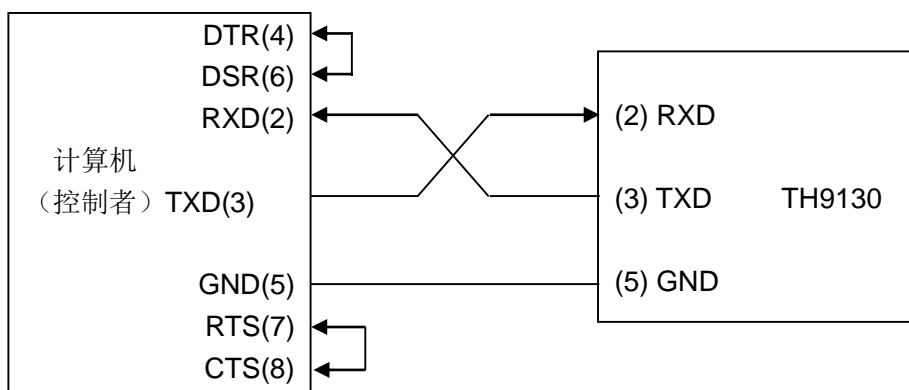 DTR(4)
DSR(6)
RXD(2)
计算机
（控制者）TXD(3)
GND(5)
RTS(7)
CTS(8)
(2) RXD
(3) TXD TH9130
(5) GND